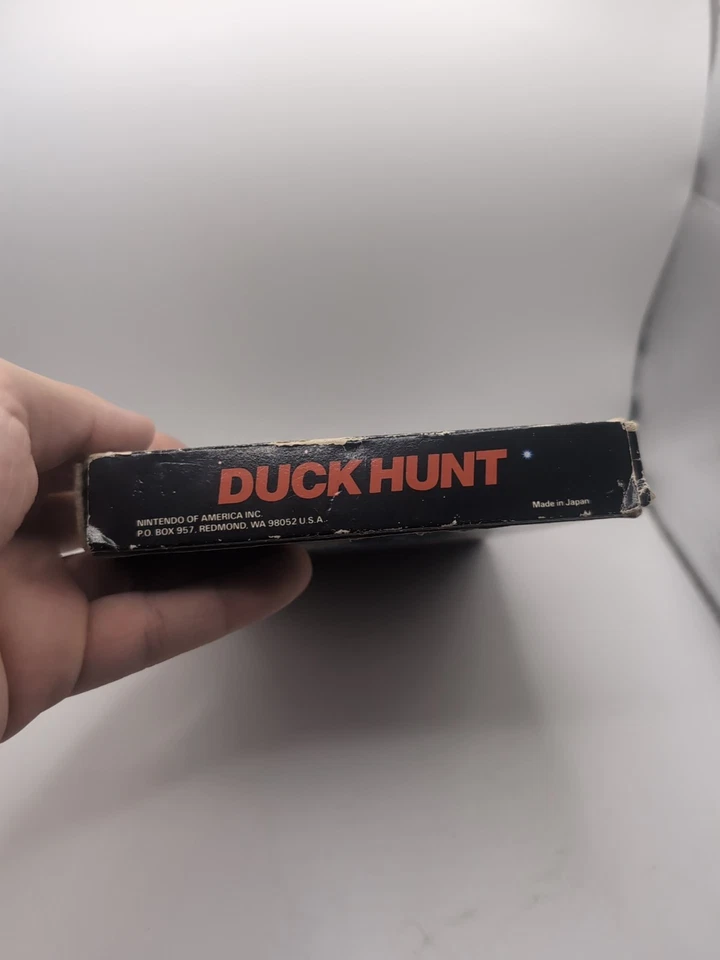 DUCK HUNT
NINTENDO OF AMERICA INC.
P.O. BOX 957, REDMOND, WA 98052 U.S.A.
Made in Japan